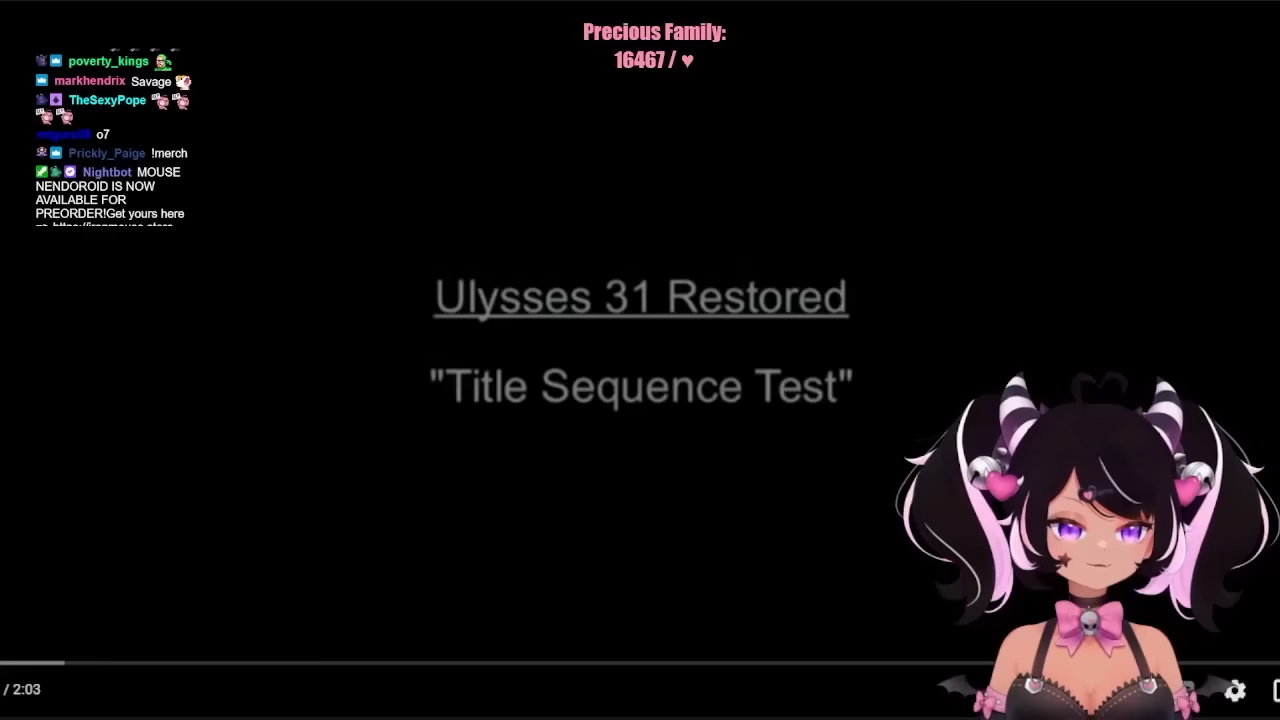 Precious Family:
16467 / ♥
poverty_kings
markhendrix Savage
TheSexyPope
o7
Prickly_Paige !merch
Nightbot MOUSE
NENDOROID IS NOW
AVAILABLE FOR
PREORDER!Get yours here
Ulysses 31 Restored
"Title Sequence Test"
/ 2:03